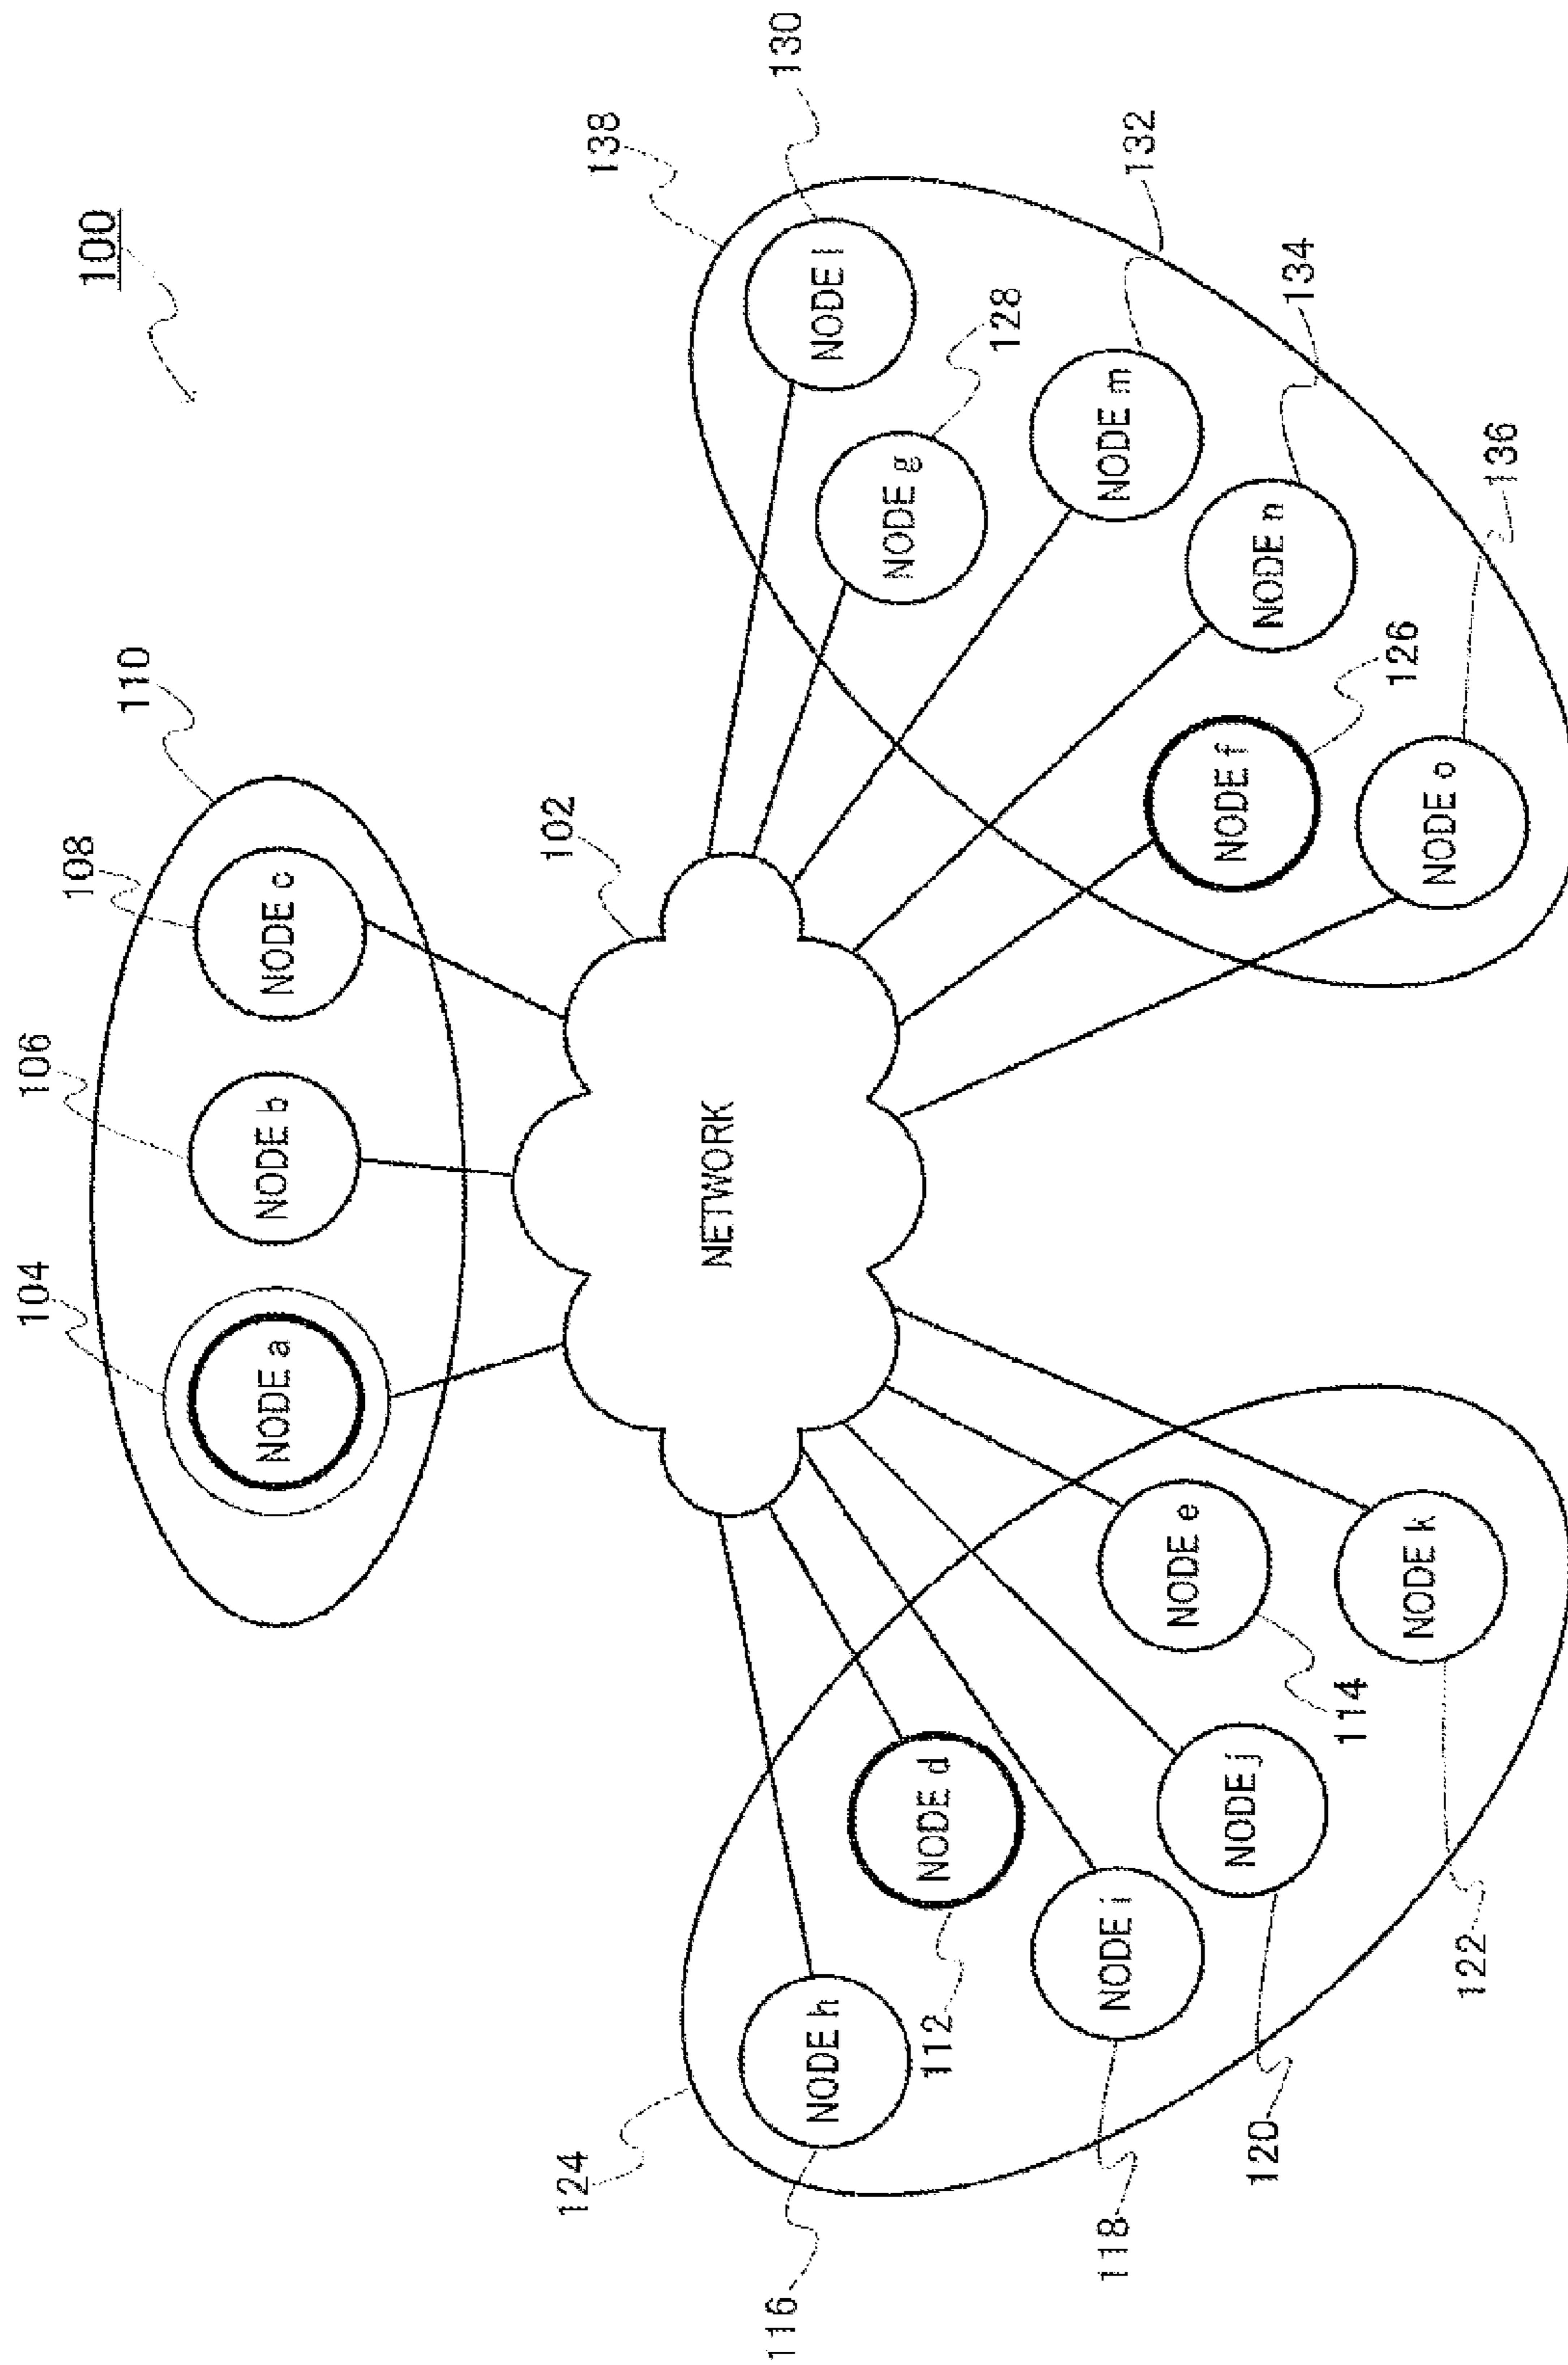 100
110
104
106
108
NODE a
NODE b
NODE c
102
NETWORK
124
138
116
NODE h
NODE l
130
112
NODE d
NODE g
128
118
NODE i
NODE m
132
120
NODE j
NODE e
114
NODE n
134
NODE f
126
122
NODE k
NODE o
136